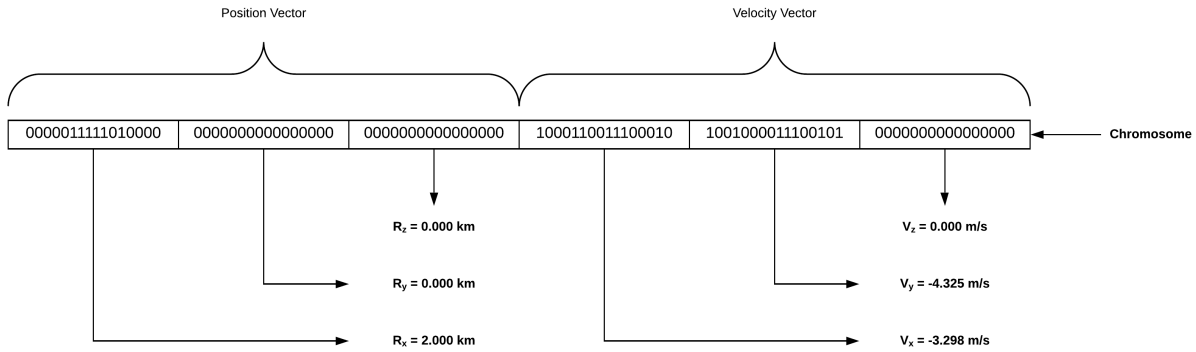 Position Vector
Velocity Vector
0000011111010000 0000000000000000 0000000000000000 1000110011100010 1001000011100101 0000000000000000 Chromosome
Rz = 0.000 km
Vz = 0.000 m/s
Ry = 0.000 km
Vy = -4.325 m/s
Rx = 2.000 km
Vx = -3.298 m/s